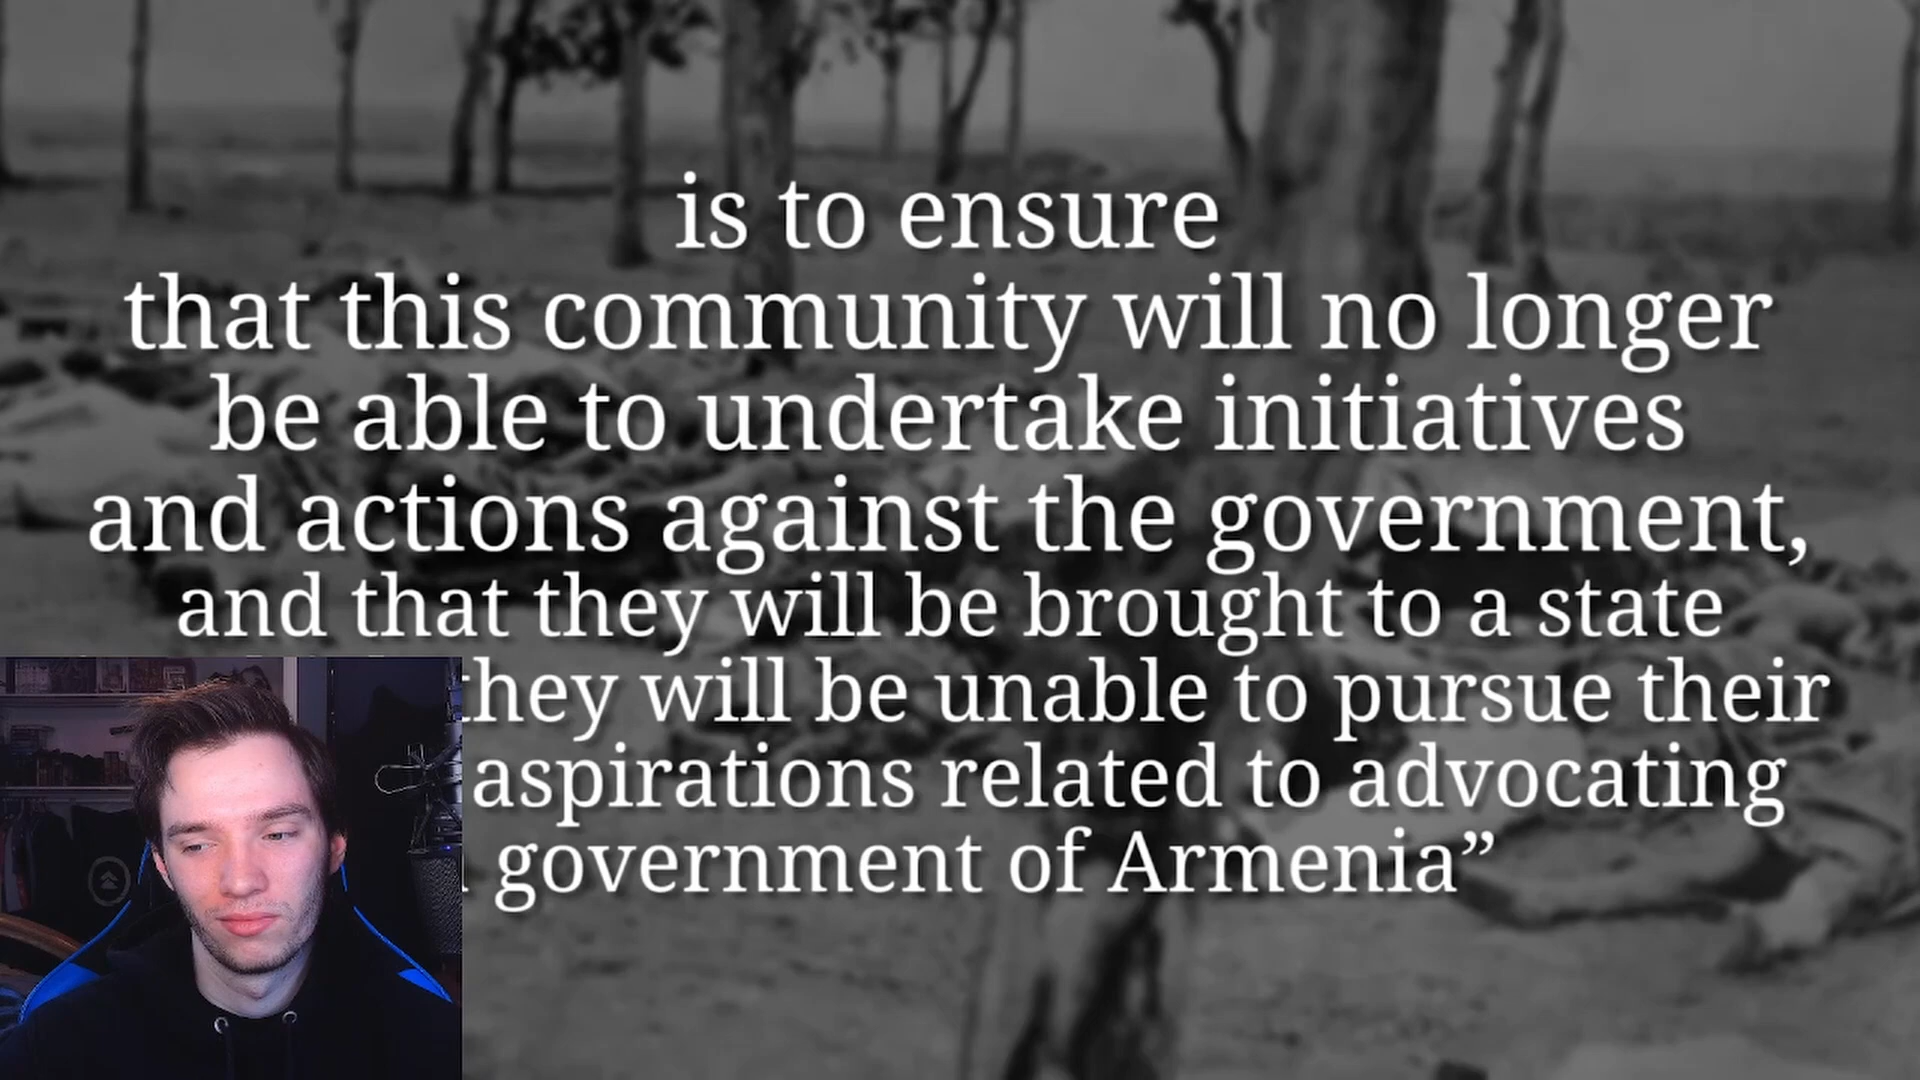 is to ensure
that this community will no longer
be able to undertake initiatives
and actions against the government,
and that they will be brought to a state
they will be unable to pursue their
aspirations related to advocating
government of Armenia”